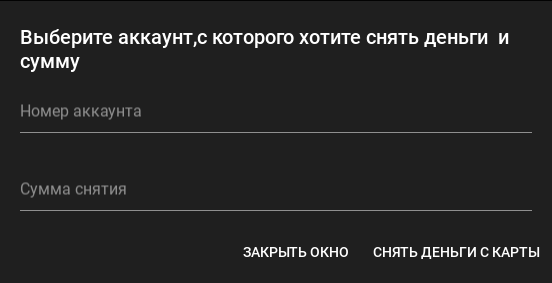 Выберите аккаунт,с которого хотите снять деньги  и
сумму
Номер аккаунта
Сумма снятия
ЗАКРЫТЬ ОКНО СНЯТЬ ДЕНЬГИ С КАРТЫ